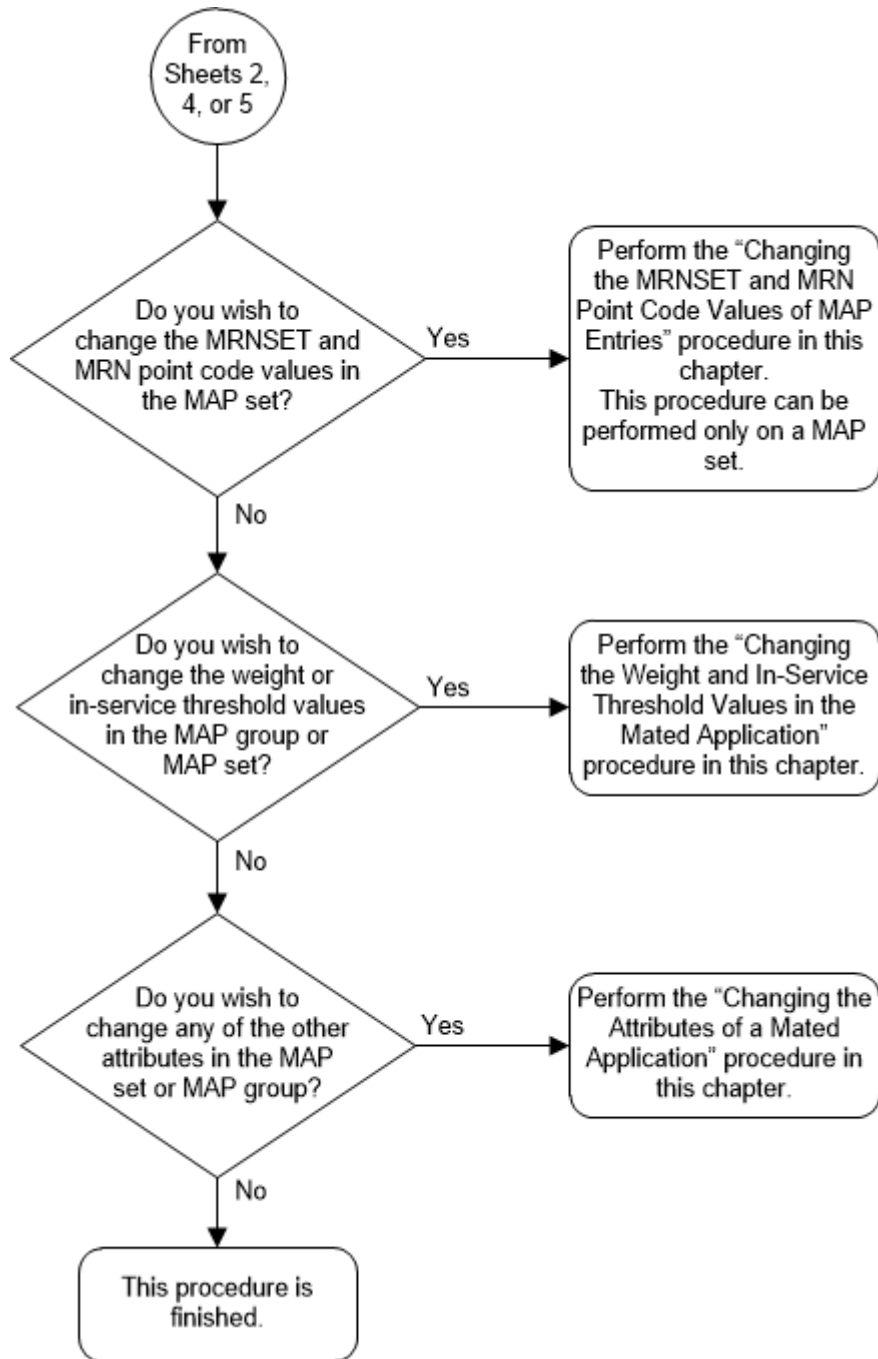 From
Sheets 2,
4, or 5
Do you wish to
change the MRNSET and
MRN point code values in
the MAP set?
Yes
Perform the “Changing
the MRNSET and MRN
Point Code Values of MAP
Entries” procedure in this
chapter.
This procedure can be
performed only on a MAP
set.
No
Do you wish to
change the weight or
in-service threshold values
in the MAP group or
MAP set?
Yes
Perform the “Changing
the Weight and In-Service
Threshold Values in the
Mated Application”
procedure in this chapter.
No
Do you wish to
change any of the other
attributes in the MAP
set or MAP group?
Yes
Perform the “Changing the
Attributes of a Mated
Application” procedure in
this chapter.
No
This procedure is
finished.